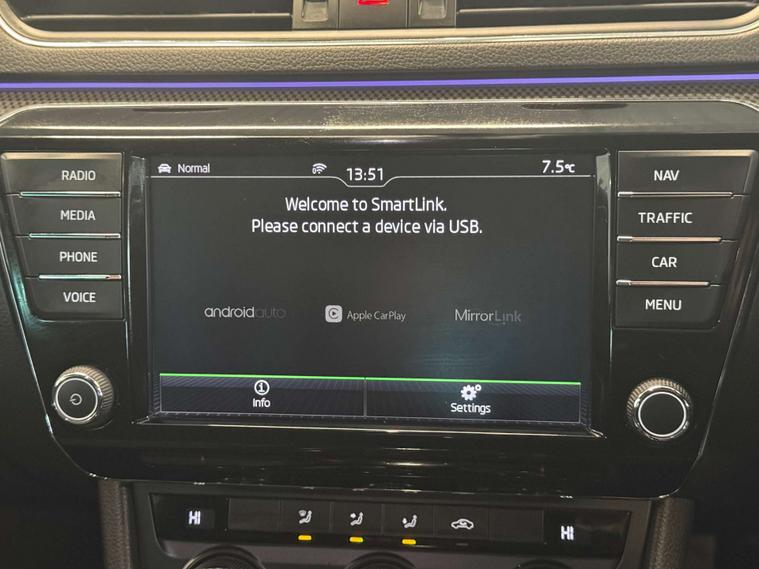 RADIO
MEDIA
PHONE
VOICE
Normal
13:51
7.5°C
Welcome to SmartLink.
Please connect a device via USB.
androidauto
Apple CarPlay
MirrorLink
Info
Settings
NAV
TRAFFIC
CAR
MENU
HI
HI